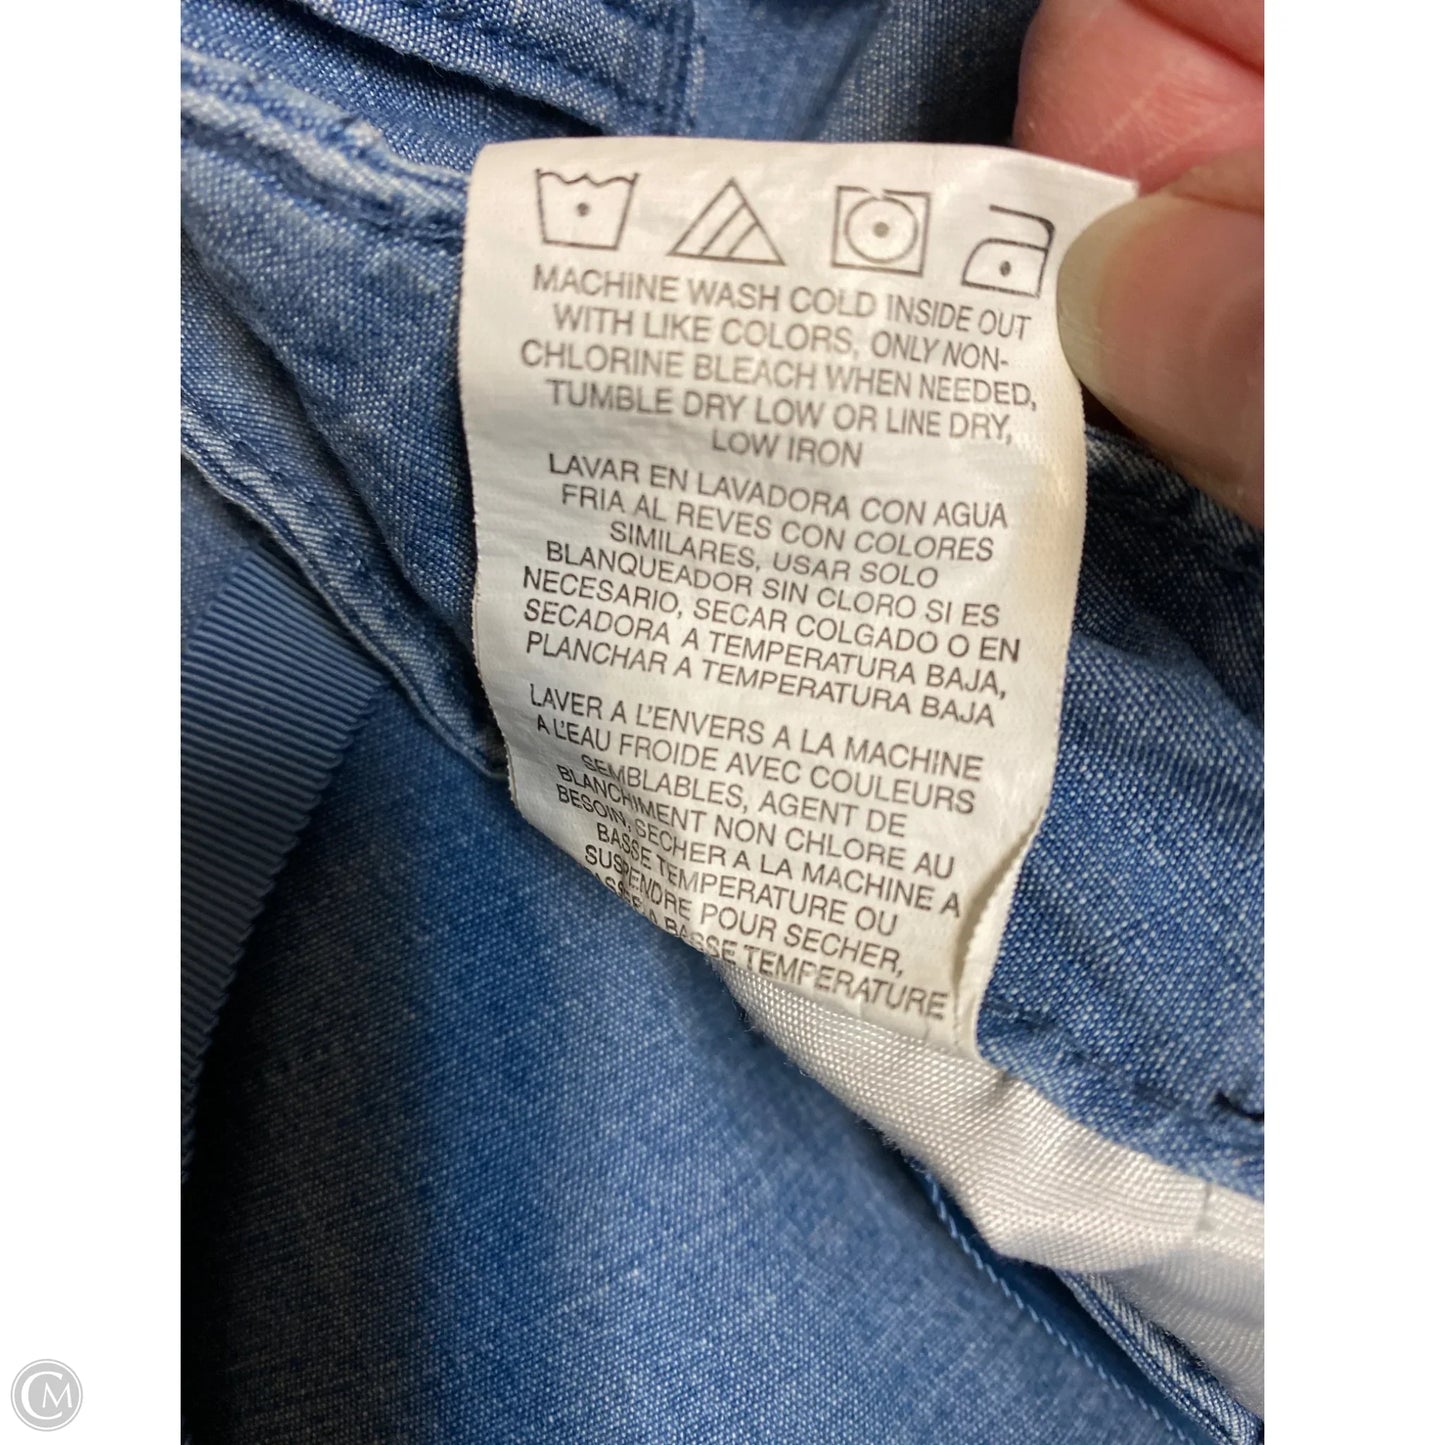 MACHINE WASH COLD INSIDE OUT
WITH LIKE COLORS, ONLY NON-
CHLORINE BLEACH WHEN NEEDED,
TUMBLE DRY LOW OR LINE DRY,
LOW IRON
LAVAR EN LAVADORA CON AGUA
FRIA AL REVES CON COLORES
SIMILARES, USAR SOLO
BLANQUEADOR SIN CLORO SI ES
NECESARIO, SECAR COLGADO O EN
SECADORA A TEMPERATURA BAJA,
PLANCHAR A TEMPERATURA BAJA
LAVER A L'ENVERS A LA MACHINE
A L'EAU FROIDE AVEC COULEURS
SEMBLABLES, AGENT DE
BLANCHIMENT NON CHLORE AU
BESOIN, SECHER A LA MACHINE A
BASSE TEMPERATURE OU
SUSPENDRE POUR SECHER,
A BASSE TEMPERATURE
CM